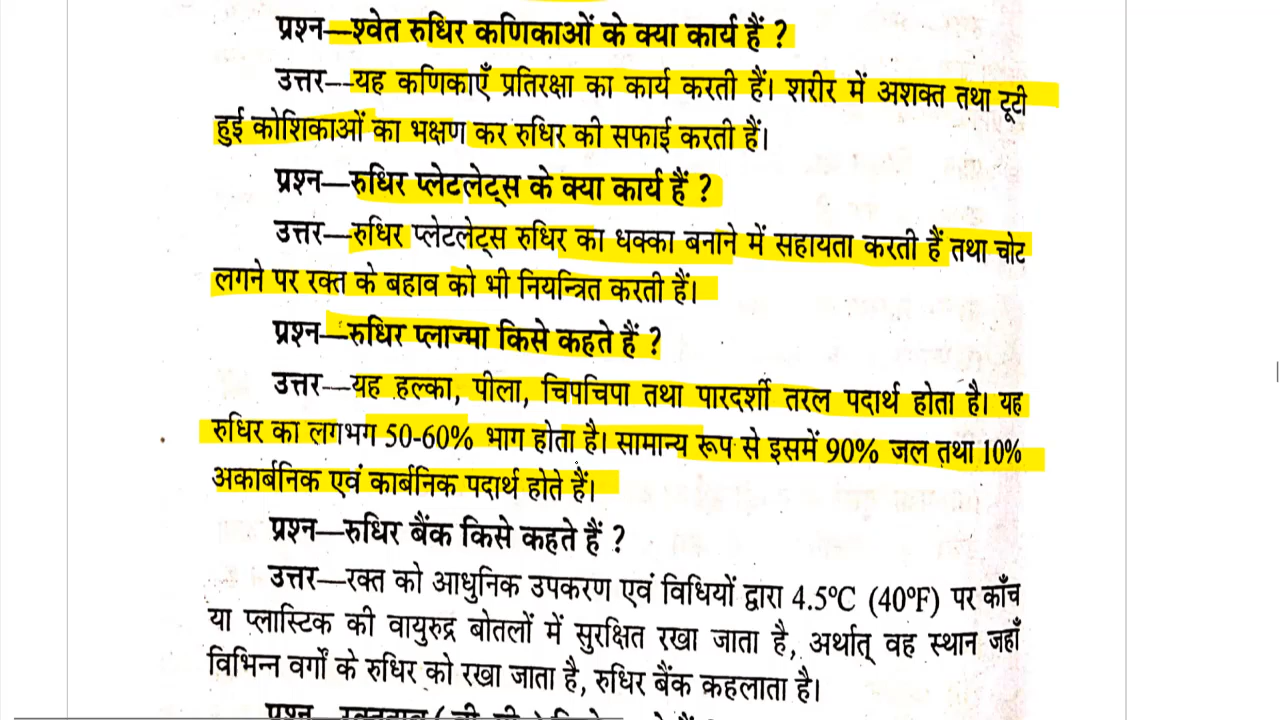 प्रश्न—श्वेत रुधिर कणिकाओं के क्या कार्य हैं ?
उत्तर—यह कणिकाएँ प्रतिरक्षा का कार्य करती हैं। शरीर में अशक्त तथा टूटी
हुई कोशिकाओं का भक्षण कर रुधिर की सफाई करती हैं।
प्रश्न—रुधिर प्लेटलेट्स के क्या कार्य हैं ?
उत्तर—रुधिर प्लेटलेट्स रुधिर का धक्का बनाने में सहायता करती हैं तथा चोट
लगने पर रक्त के बहाव को भी नियन्त्रित करती हैं।
प्रश्न—रुधिर प्लाज्मा किसे कहते हैं ?
उत्तर—यह हल्का, पीला, चिपचिपा तथा पारदर्शी तरल पदार्थ होता है। यह
रुधिर का लगभग 50-60% भाग होता है। सामान्य रूप से इसमें 90% जल तथा 10%
अकार्बनिक एवं कार्बनिक पदार्थ होते हैं।
प्रश्न—रुधिर बैंक किसे कहते हैं ?
उत्तर—रक्त को आधुनिक उपकरण एवं विधियों द्वारा 4.5°C (40°F) पर काँच
या प्लास्टिक की वायुरुद्र बोतलों में सुरक्षित रखा जाता है, अर्थात् वह स्थान जहाँ
विभिन्न वर्गों के रुधिर को रखा जाता है, रुधिर बैंक कहलाता है।
प्रश्न—